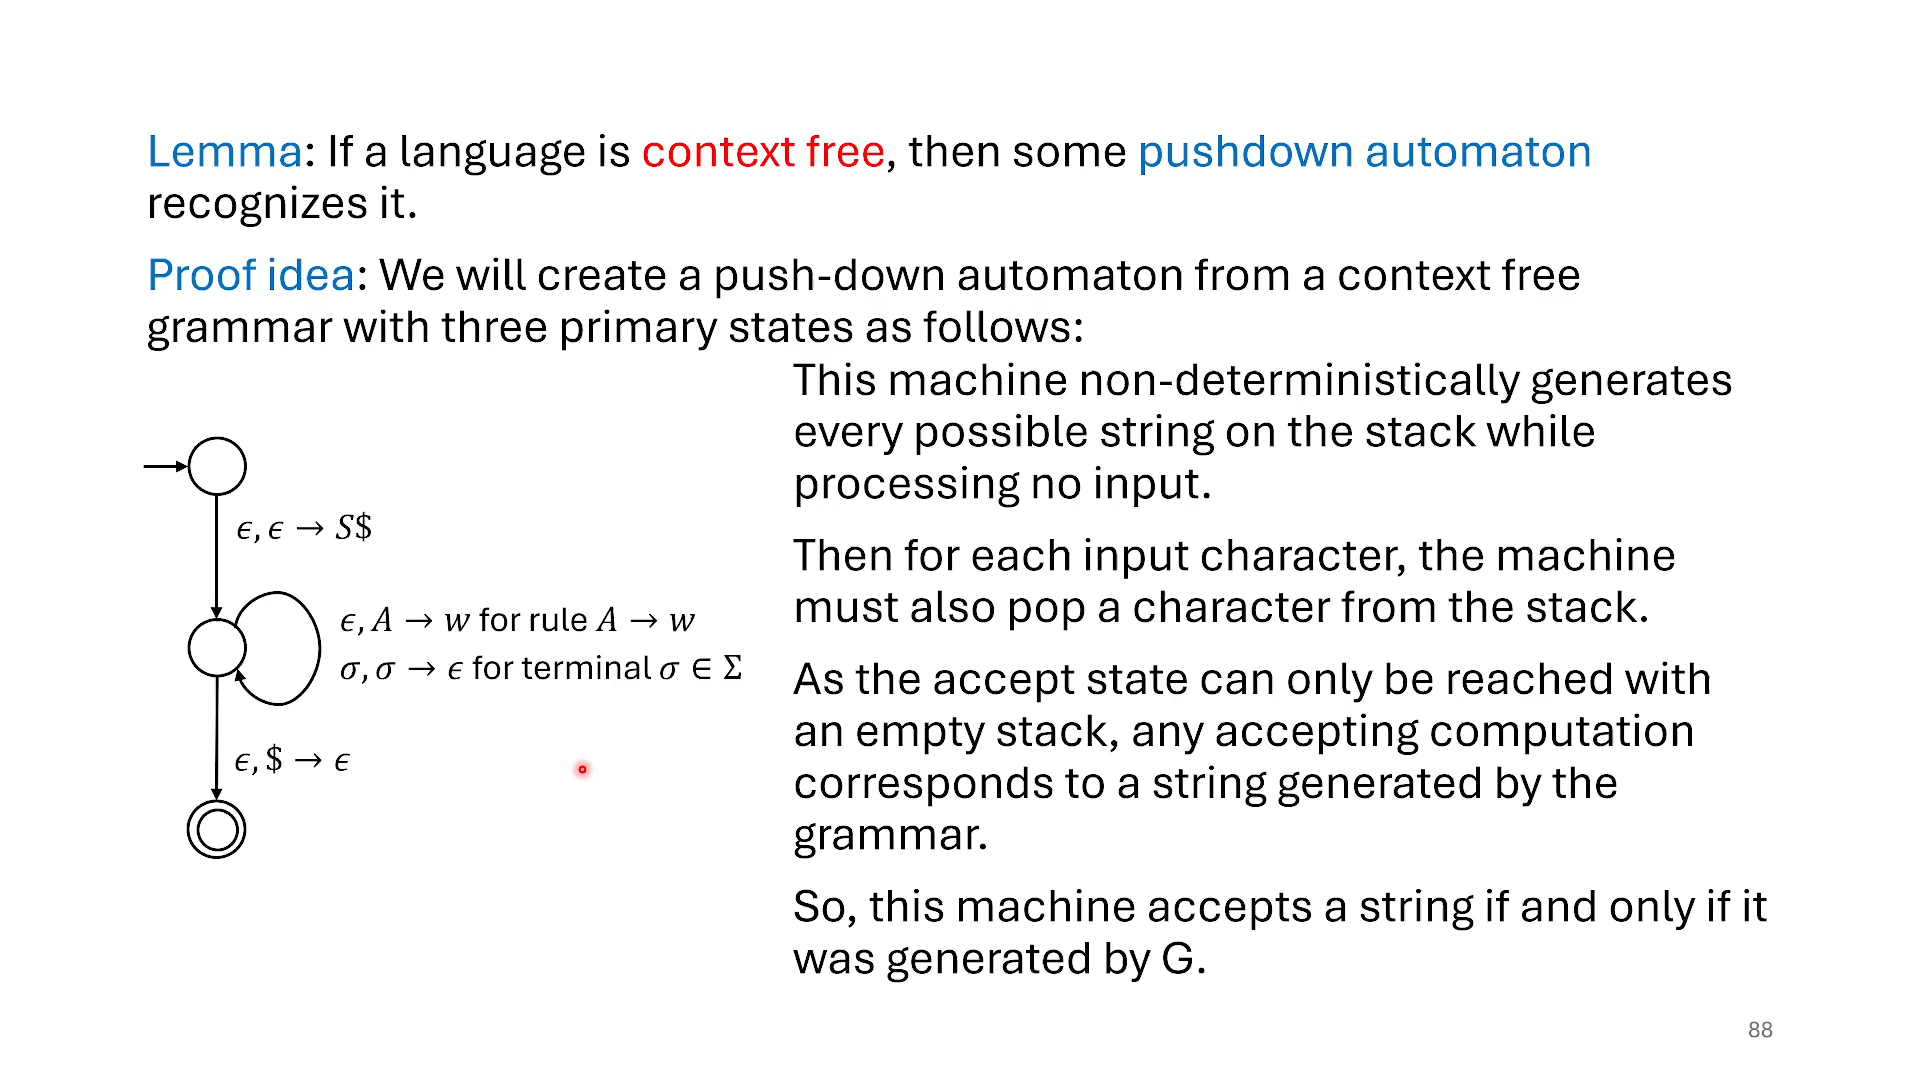 Lemma: If a language is context free, then some pushdown automaton
recognizes it.
Proof idea: We will create a push-down automaton from a context free
grammar with three primary states as follows:
This machine non-deterministically generates
every possible string on the stack while
processing no input.
Then for each input character, the machine
must also pop a character from the stack.
As the accept state can only be reached with
an empty stack, any accepting computation
corresponds to a string generated by the
grammar.
So, this machine accepts a string if and only if it
was generated by G.
𝜖, 𝜖 → 𝑆$
𝜖, 𝐴 → 𝑤 for rule 𝐴 → 𝑤
𝜎, 𝜎 → 𝜖 for terminal 𝜎 ∈ Σ
𝜖, $ → 𝜖
88